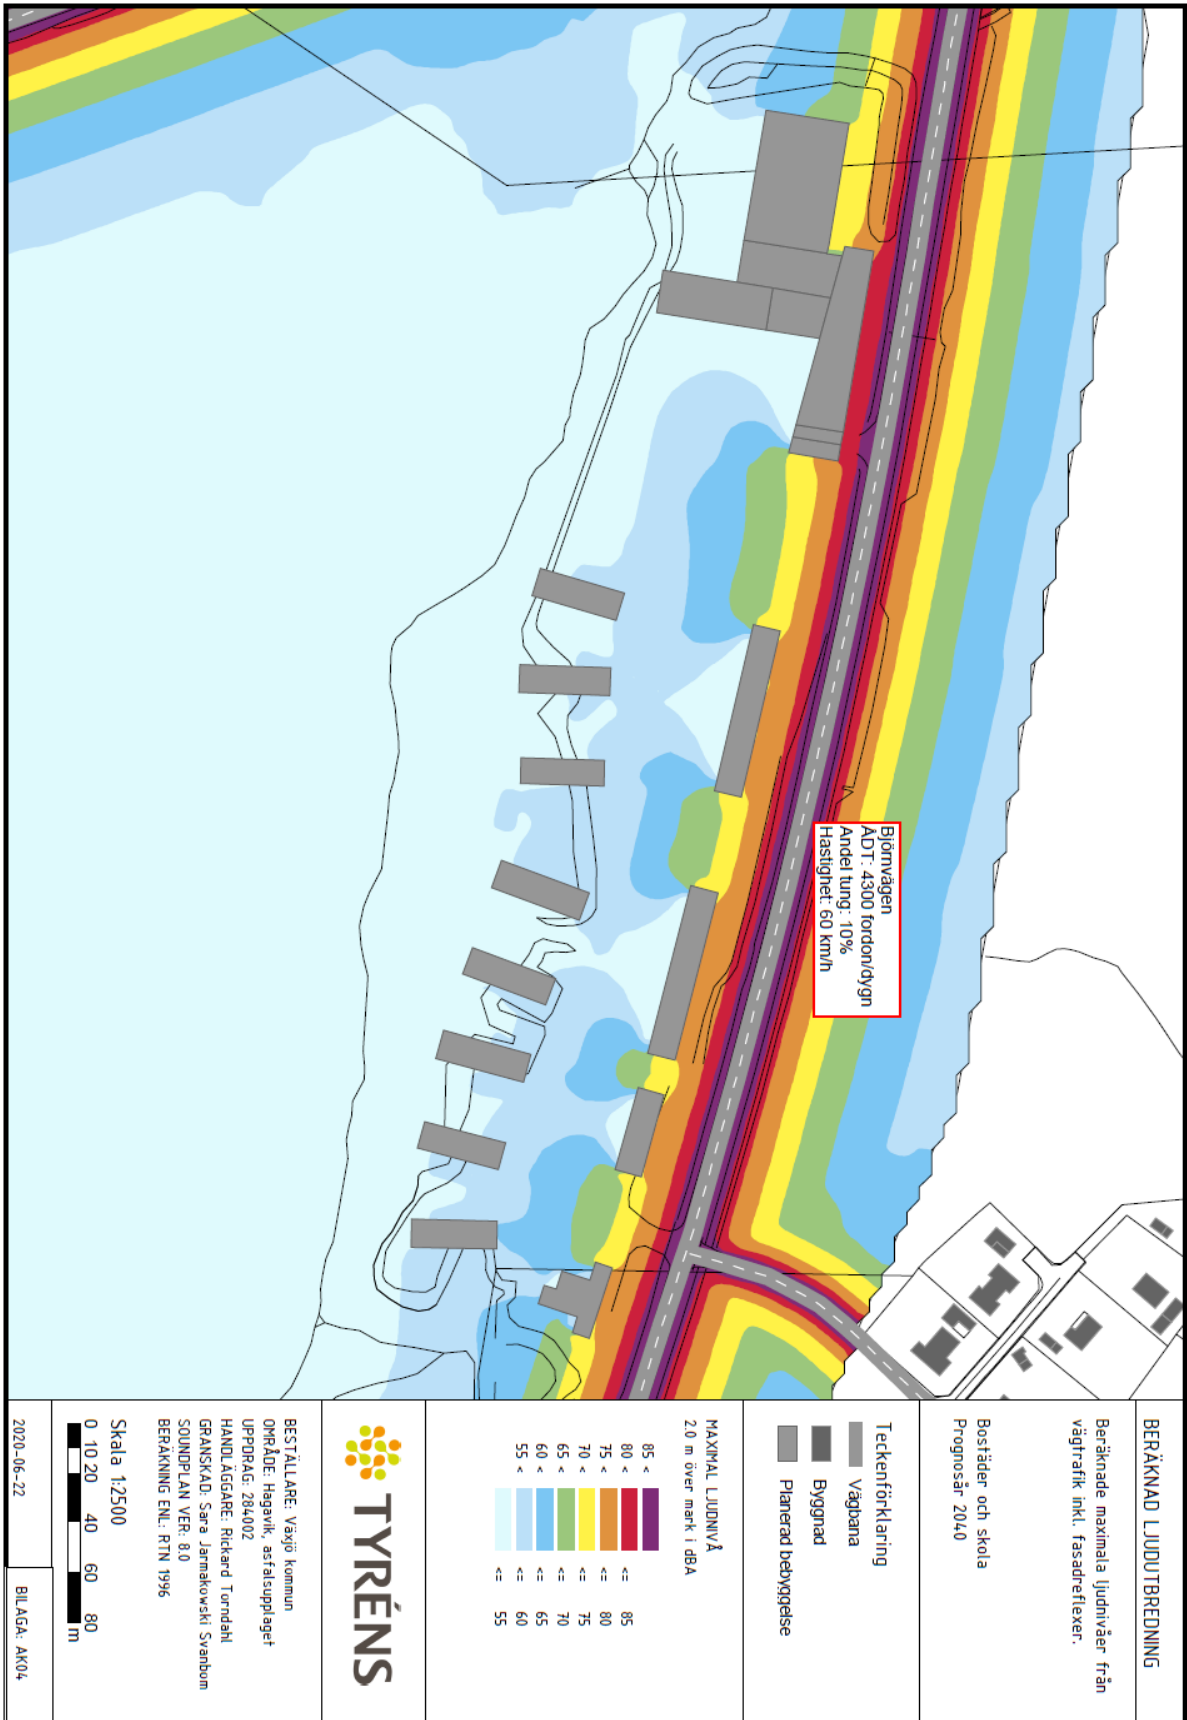 Björnvägen
ÅDT: 4300 fordon/dygn
Andel tung: 10%
Hastighet: 60 km/h
BERÄKNAD LJUDUTBREDNING
Beräknade maximala ljudnivåer från
vägtrafik inkl. fasadreflexer.
Bostäder och skola
Prognosår 2040
Teckenförklaring
Vägbana
Byggnad
Planerad bebyggelse
MAXIMAL LJUDNIVÅ
2.0 m över mark i dBA
85 <
80 < <= 85
75 < <= 80
70 < <= 75
65 < <= 70
60 < <= 65
55 < <= 60
<= 55
TYRÉNS
BESTÄLLARE: Växjö kommun
OMRÅDE: Hagavik, asfalsupplaget
UPPDRAG: 284002
HANDLÄGGARE: Rickard Torndahl
GRANSKAD: Sara Jarmakowski Svanbom
SOUNDPLAN VER: 8.0
BERÄKNING ENL: RTN 1996
Skala 1:2500
0 10 20 40 60 80
m
2020-06-22
BILAGA: AK04